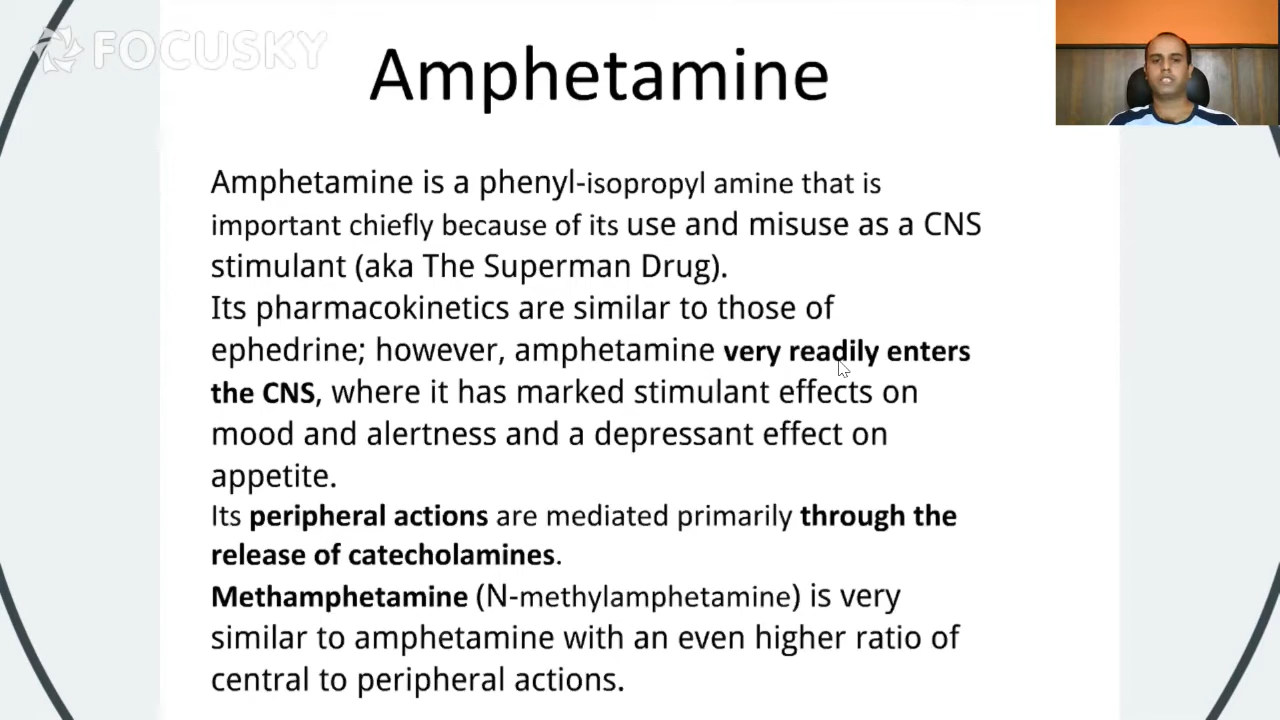 FOCUSKY
Amphetamine
Amphetamine is a phenyl-isopropyl amine that is
important chiefly because of its use and misuse as a CNS
stimulant (aka The Superman Drug).
Its pharmacokinetics are similar to those of
ephedrine; however, amphetamine very readily enters
the CNS, where it has marked stimulant effects on
mood and alertness and a depressant effect on
appetite.
Its peripheral actions are mediated primarily through the
release of catecholamines.
Methamphetamine (N-methylamphetamine) is very
similar to amphetamine with an even higher ratio of
central to peripheral actions.